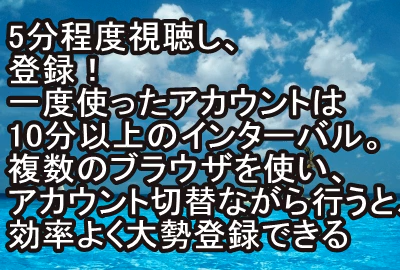 5分程度視聴し、
登録！
一度使ったアカウントは
10分以上のインターバル。
複数のブラウザを使い、
アカウント切替ながら行うと、
効率よく大勢登録できる